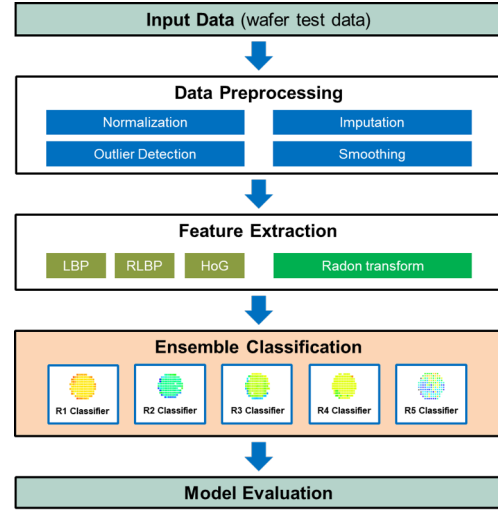 Input Data (wafer test data)
Data Preprocessing
Normalization
Imputation
Outlier Detection
Smoothing
Feature Extraction
LBP
RLBP
HoG
Radon transform
Ensemble Classification
R1 Classifier
R2 Classifier
R3 Classifier
R4 Classifier
R5 Classifier
Model Evaluation